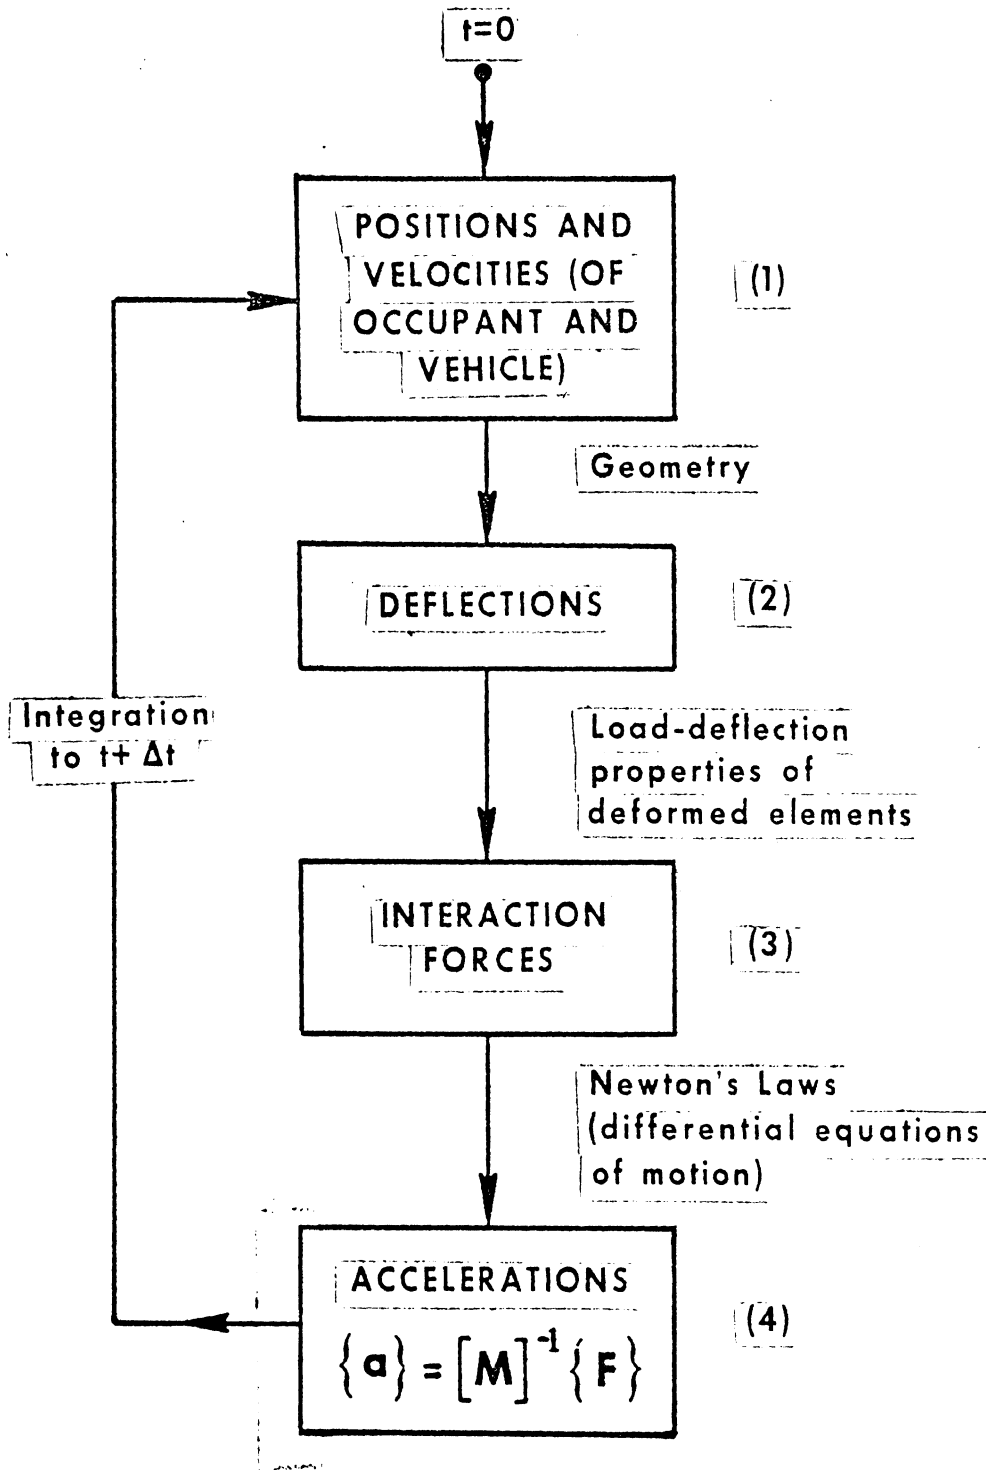 t=0
POSITIONS AND
VELOCITIES (OF
OCCUPANT AND
VEHICLE)
(1)
Geometry
DEFLECTIONS
(2)
Integration
to t+ Δt
Load-deflection
properties of
deformed elements
INTERACTION
FORCES
(3)
Newton's Laws
(differential equations
of motion)
ACCELERATIONS
{a} = [M]⁻¹ {F}
(4)